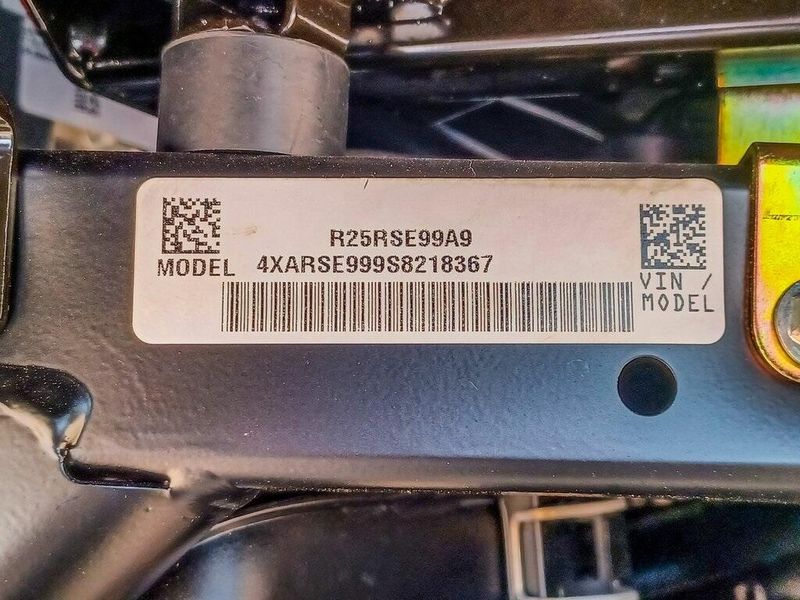 R25RSE99A9
MODEL 4XARSE999S8218367
VIN /
MODEL